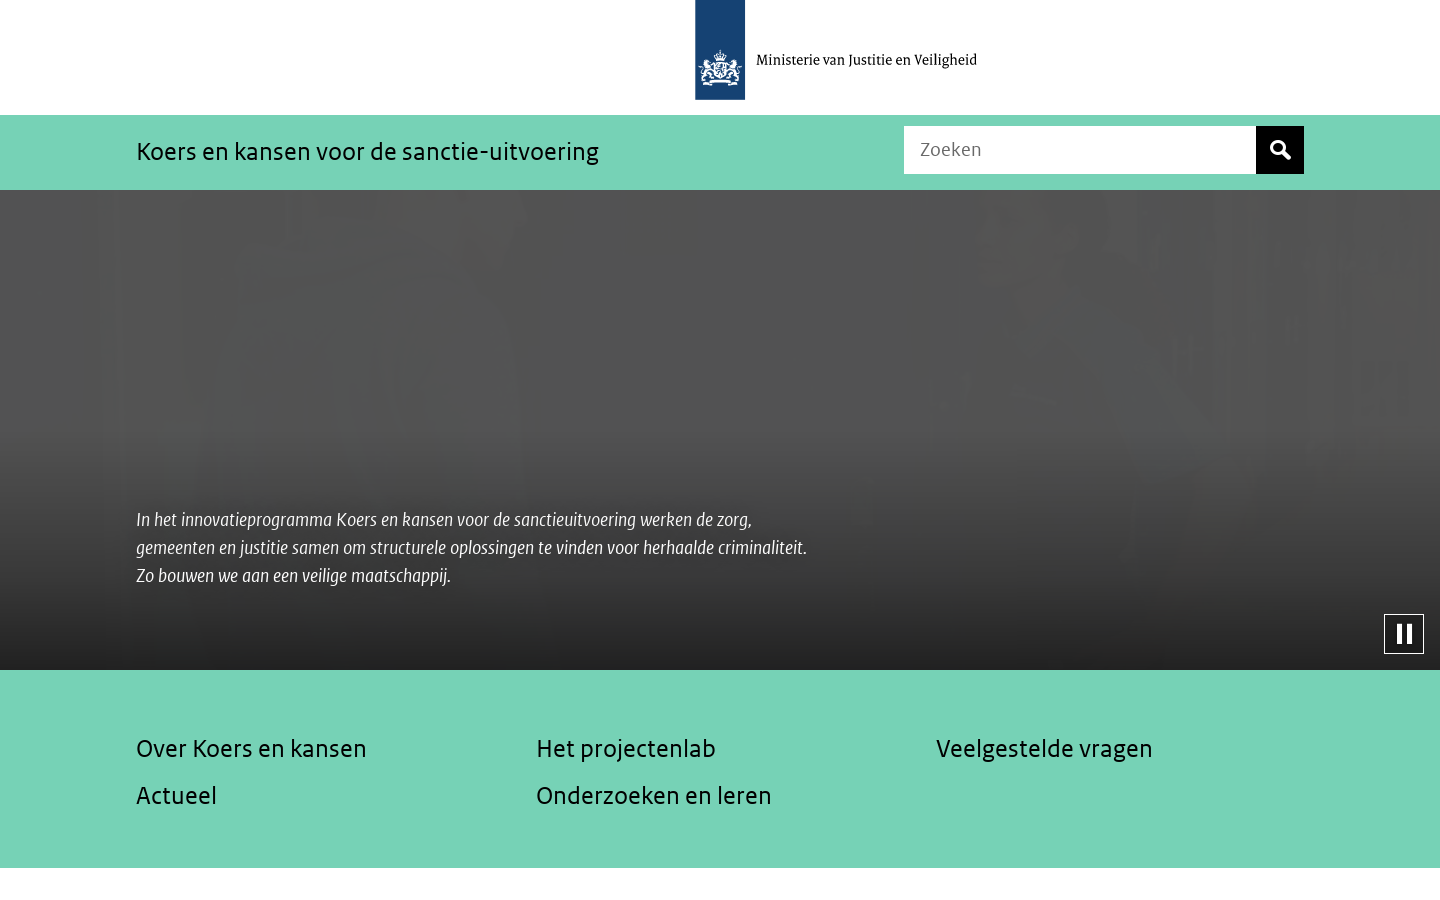 Ministerie van Justitie en Veiligheid
Koers en kansen voor de sanctie-uitvoering
Zoeken
In het innovatieprogramma Koers en kansen voor de sanctieuitvoering werken de zorg,
gemeenten en justitie samen om structurele oplossingen te vinden voor herhaalde criminaliteit.
Zo bouwen we aan een veilige maatschappij.
Over Koers en kansen
Het projectenlab
Veelgestelde vragen
Actueel
Onderzoeken en leren